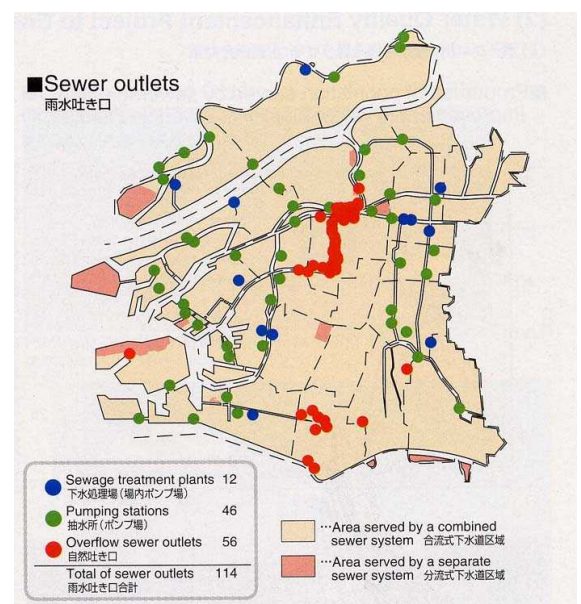 ■Sewer outlets
雨水吐き口
Sewage treatment plants 12
下水処理場（場内ポンプ場）
Pumping stations 46
抽水所（ポンプ場）
Overflow sewer outlets 56
自然吐き口
Total of sewer outlets 114
雨水吐き口合計
…Area served by a combined
sewer system 合流式下水道区域
…Area served by a separate
sewer system 分流式下水道区域